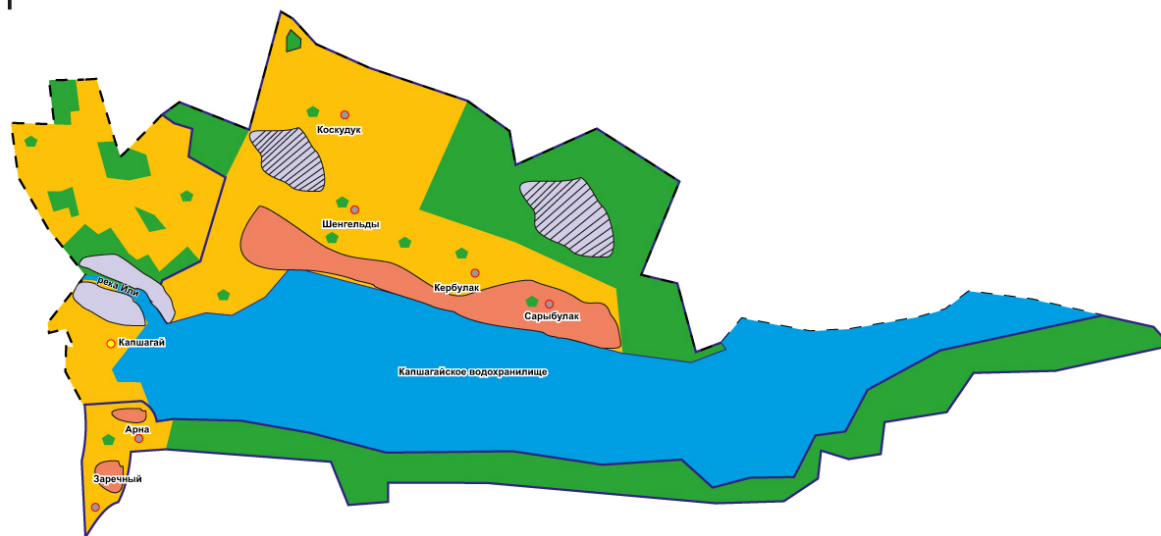 Коскудук
Шенгельды
Кербулак
река Или
Сарыбулак
Капшагай
Капшагайское водохранилище
Арна
Заречный